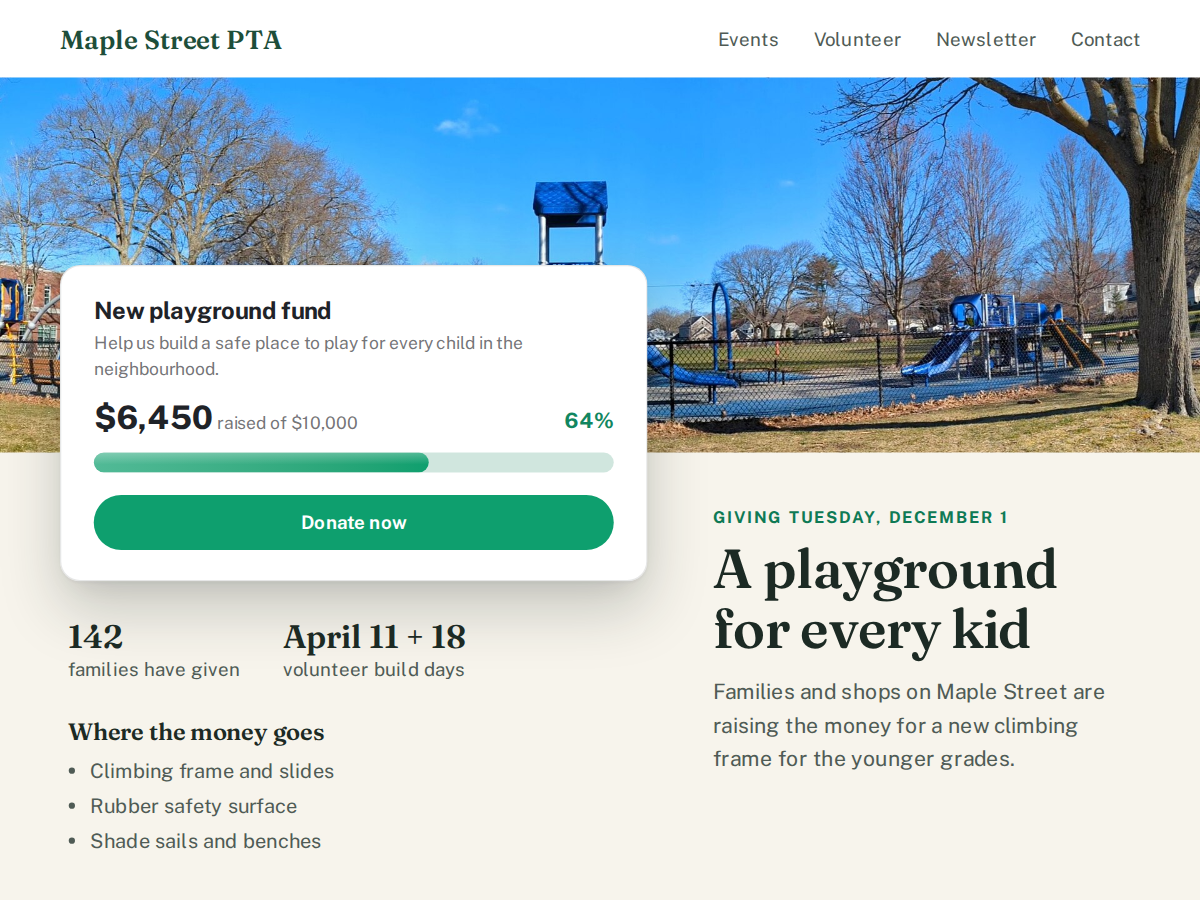 Maple Street PTA
Events Volunteer Newsletter Contact
New playground fund
Help us build a safe place to play for every child in the
neighbourhood.
$6,450 raised of $10,000
64%
Donate now
142
families have given
April 11 + 18
volunteer build days
Where the money goes
• Climbing frame and slides
• Rubber safety surface
• Shade sails and benches
GIVING TUESDAY, DECEMBER 1
A playground
for every kid
Families and shops on Maple Street are
raising the money for a new climbing
frame for the younger grades.